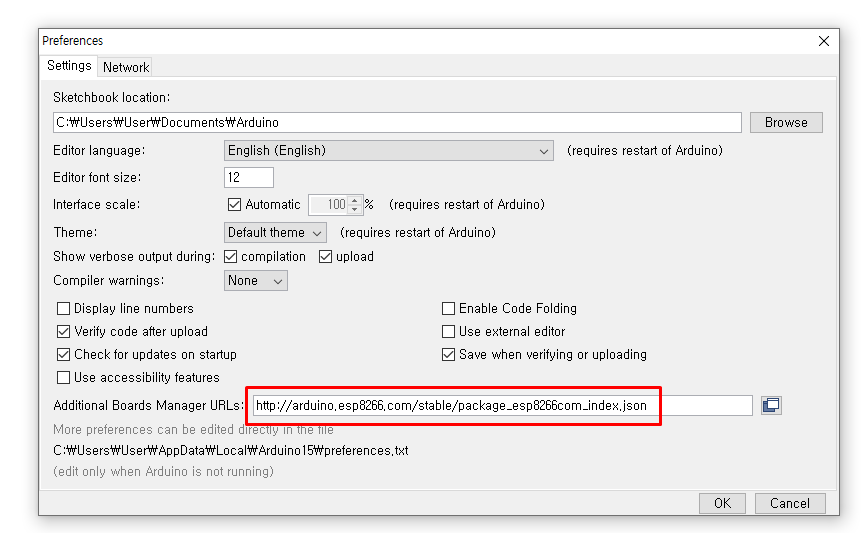 Preferences
Settings Network
Sketchbook location:
C:₩Users₩User₩Documents₩Arduino Browse
Editor language: English (English) (requires restart of Arduino)
Editor font size: 12
Interface scale: Automatic 100 % (requires restart of Arduino)
Theme: Default theme (requires restart of Arduino)
Show verbose output during: compilation upload
Compiler warnings: None
Display line numbers Enable Code Folding
Verify code after upload Use external editor
Check for updates on startup Save when verifying or uploading
Use accessibility features
Additional Boards Manager URLs: http://arduino.esp8266.com/stable/package_esp8266com_index.json
More preferences can be edited directly in the file
C:₩Users₩User₩AppData₩Local₩Arduino15₩preferences.txt
(edit only when Arduino is not running)
OK Cancel